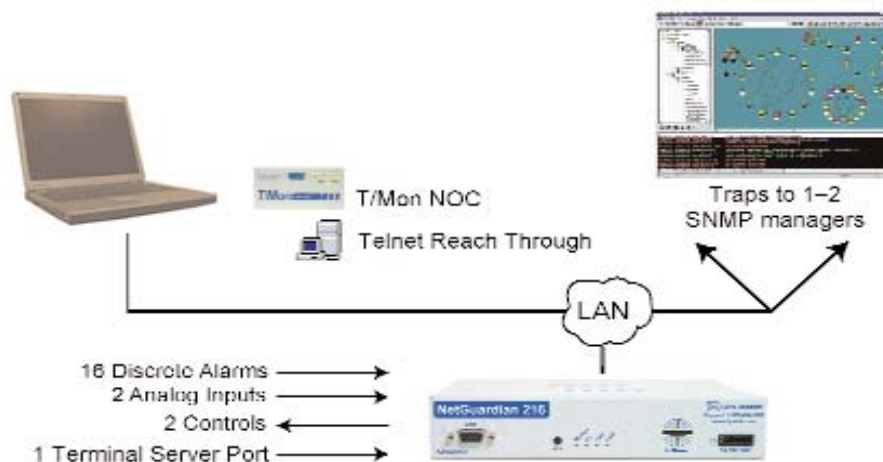 T/Mon
T/Mon NOC
Telnet Reach Through
Traps to 1–2
SNMP managers
LAN
16 Discrete Alarms
2 Analog Inputs
2 Controls
1 Terminal Server Port
NetGuardian 216